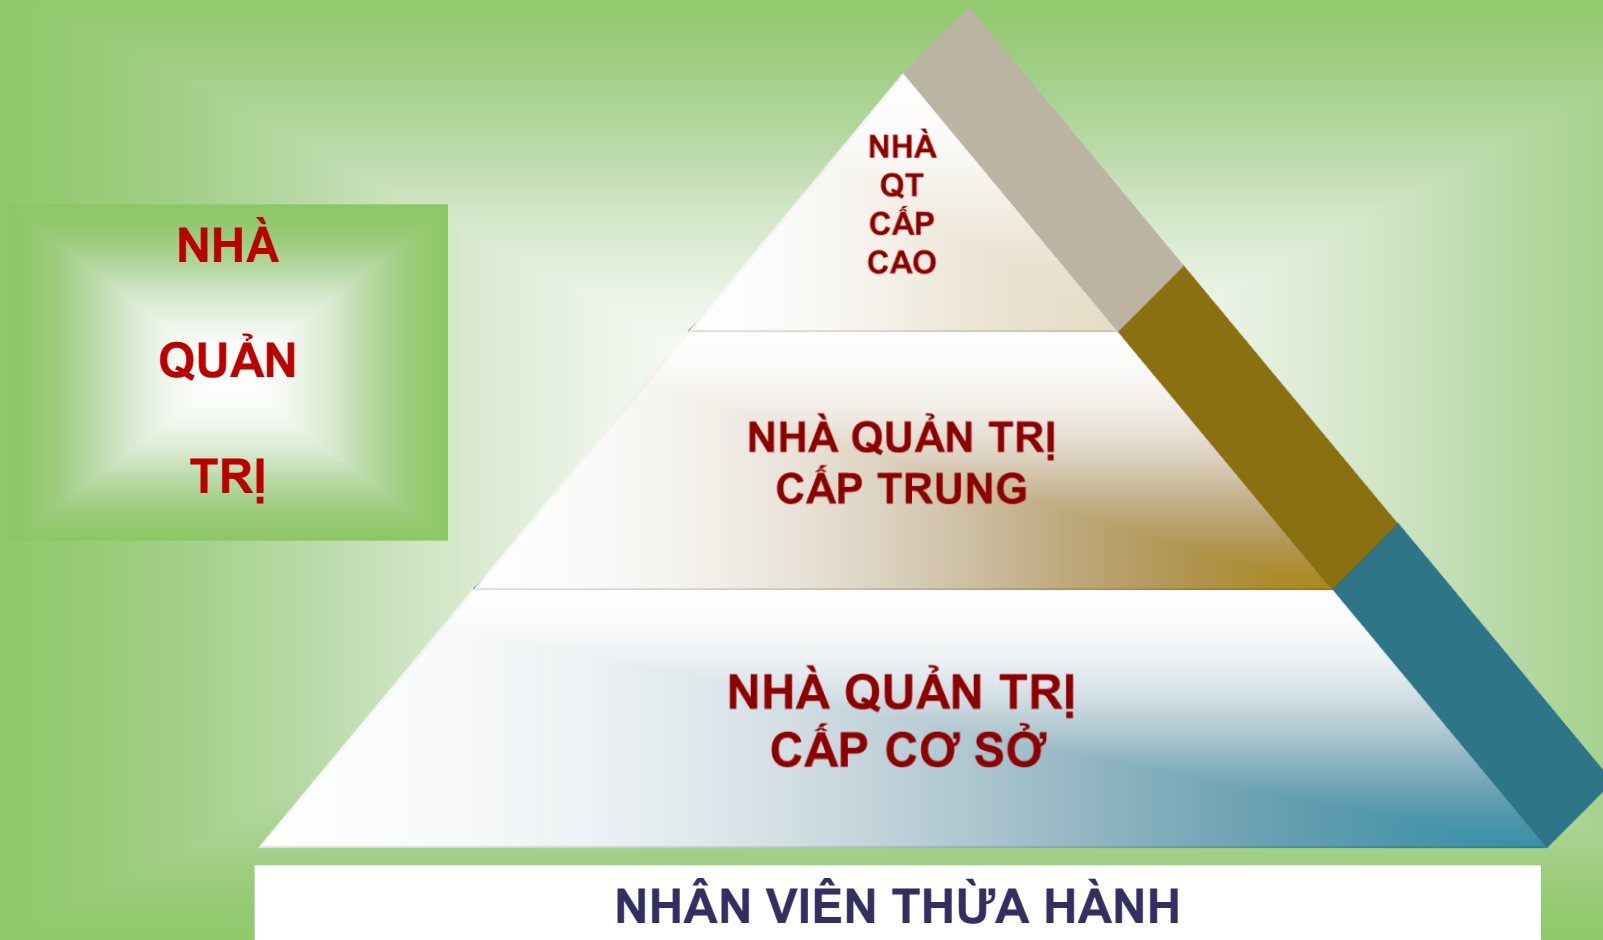 NHÀ
QUẢN
TRỊ
NHÀ
QT
CẤP
CAO
NHÀ QUẢN TRỊ
CẤP TRUNG
NHÀ QUẢN TRỊ
CẤP CƠ SỞ
NHÂN VIÊN THỪA HÀNH